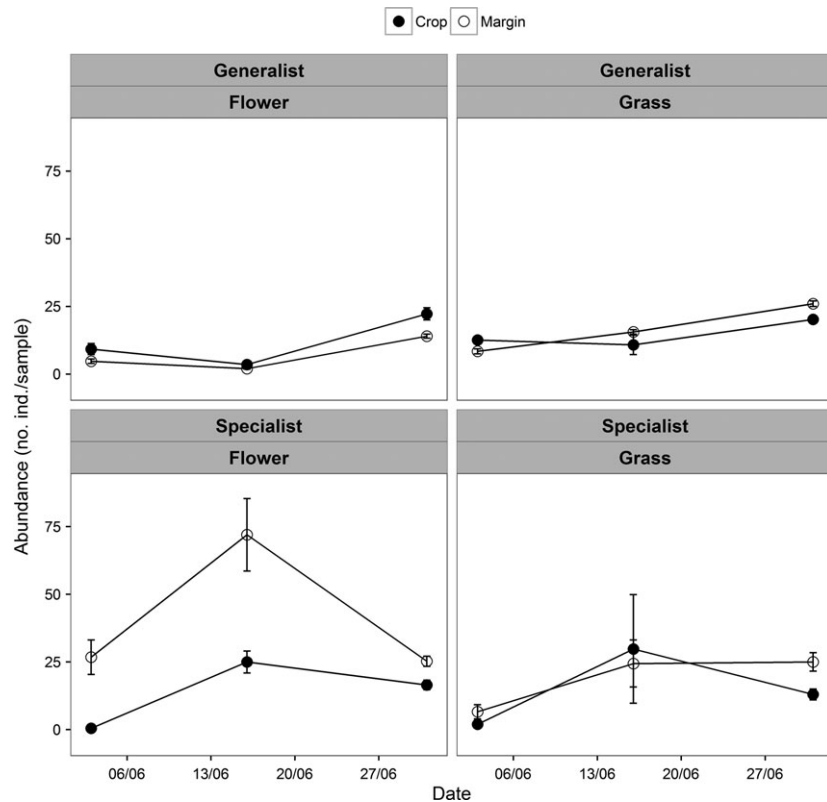 Crop Margin
Generalist Generalist
Flower Grass
75
50
25
0
Specialist Specialist
Flower Grass
75
50
25
0
06/06 13/06 20/06 27/06 06/06 13/06 20/06 27/06
Date
Abundance (no. ind./sample)